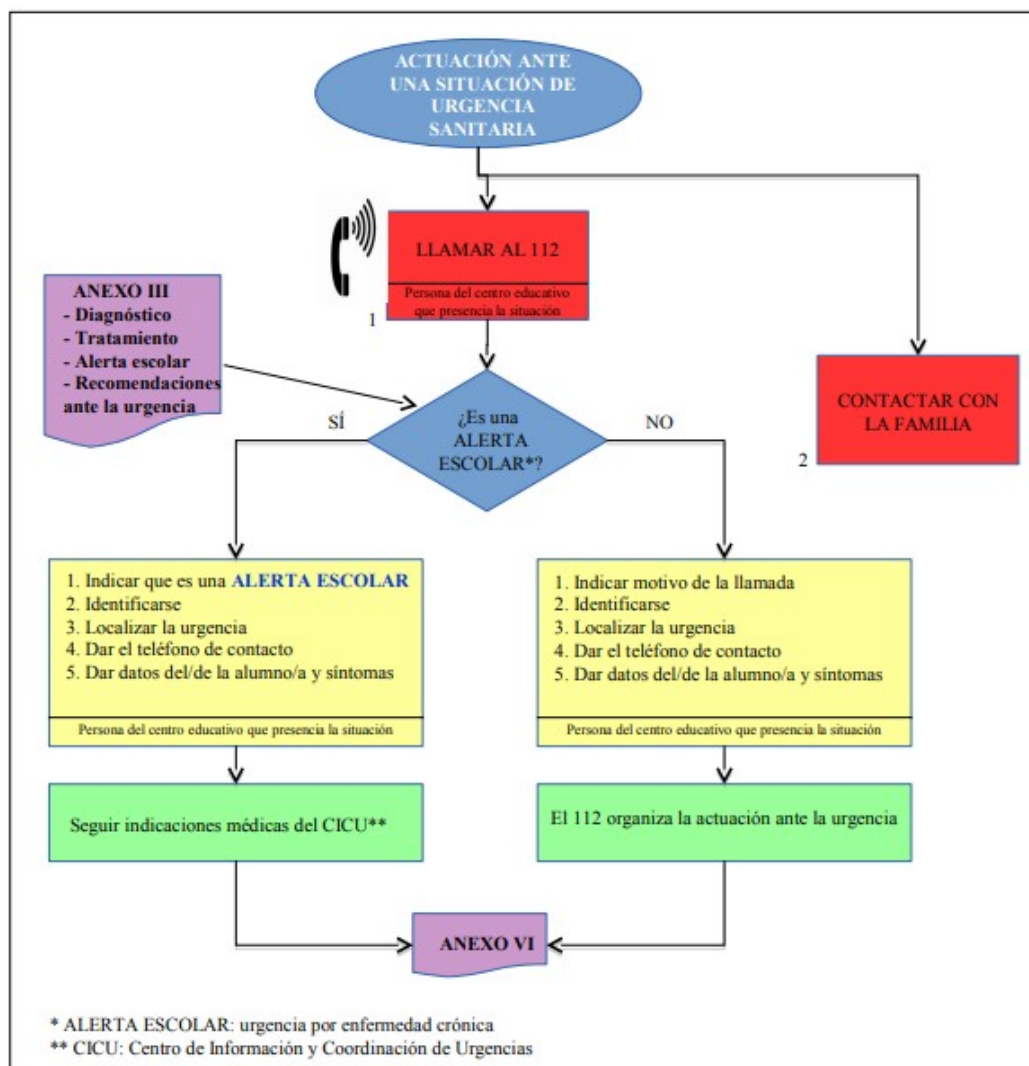 ACTUACIÓN ANTE
UNA SITUACIÓN DE
URGENCIA
SANITARIA
LLAMAR AL 112
Persona del centro educativo
que presencia la situación
1
ANEXO III
- Diagnóstico
- Tratamiento
- Alerta escolar
- Recomendaciones
ante la urgencia
CONTACTAR CON
LA FAMILIA
2
¿Es una
ALERTA
ESCOLAR*?
SÍ
NO
1. Indicar que es una ALERTA ESCOLAR
2. Identificarse
3. Localizar la urgencia
4. Dar el teléfono de contacto
5. Dar datos del/de la alumno/a y síntomas
Persona del centro educativo que presencia la situación
1. Indicar motivo de la llamada
2. Identificarse
3. Localizar la urgencia
4. Dar el teléfono de contacto
5. Dar datos del/de la alumno/a y síntomas
Persona del centro educativo que presencia la situación
Seguir indicaciones médicas del CICU**
El 112 organiza la actuación ante la urgencia
ANEXO VI
* ALERTA ESCOLAR: urgencia por enfermedad crónica
** CICU: Centro de Información y Coordinación de Urgencias